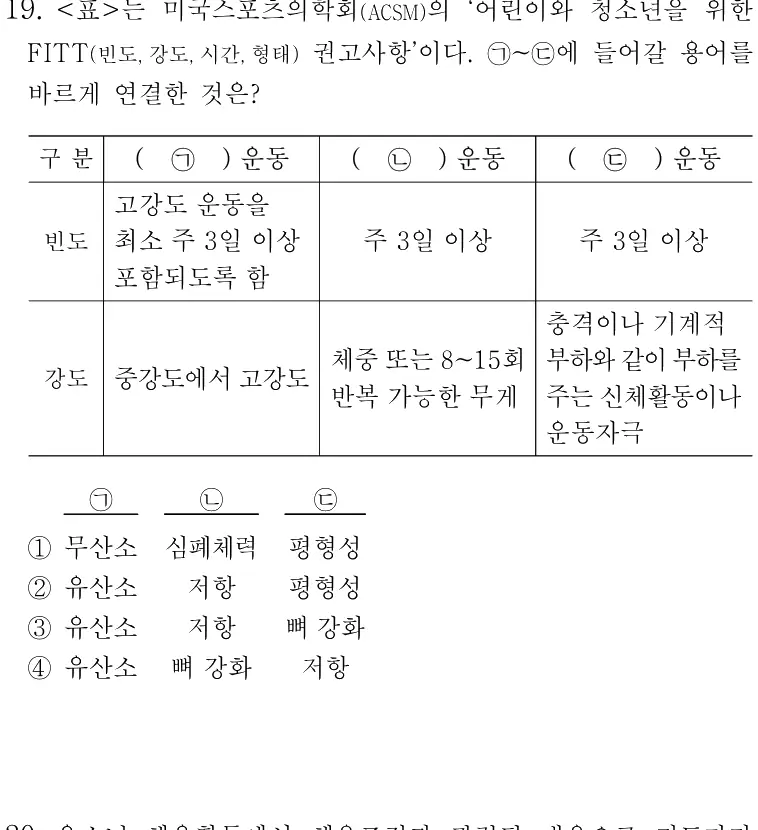 19. <표>는 미국스포츠의학회(ACSM)의 ‘어린이와 청소년을 위한
FITT(빈도, 강도, 시간, 형태) 권고사항’이다. ㉠~㉢에 들어갈 용어를
바르게 연결한 것은?
구 분 ( ㉠ ) 운동 ( ㉡ ) 운동 ( ㉢ ) 운동
빈도 고강도 운동을 최소 주 3일 이상 포함되도록 함 주 3일 이상 주 3일 이상
강도 중강도에서 고강도 체중 또는 8~15회 반복 가능한 무게 충격이나 기계적 부하와 같이 부하를 주는 신체활동이나 운동자극
㉠ ㉡ ㉢
① 무산소 심폐체력 평형성
② 유산소 저항 평형성
③ 유산소 저항 뼈 강화
④ 유산소 뼈 강화 저항